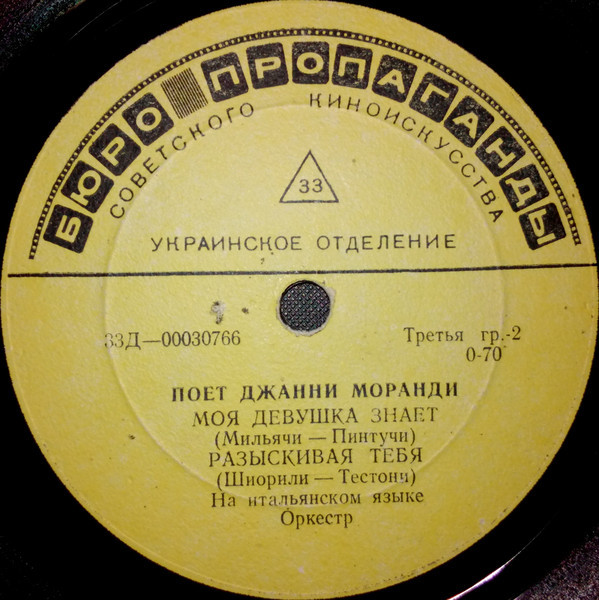 БЮРО ПРОПАГАНДЫ
СОВЕТСКОГО КИНОИСКУССТВА
33
УКРАИНСКОЕ ОТДЕЛЕНИЕ
33Д—00030766
Третья гр.-2
0-70
ПОЕТ ДЖАННИ МОРАНДИ
МОЯ ДЕВУШКА ЗНАЕТ
(Мильячи — Пинтучи)
РАЗЫСКИВАЯ ТЕБЯ
(Шиорили — Тестони)
На итальянском языке
Оркестр